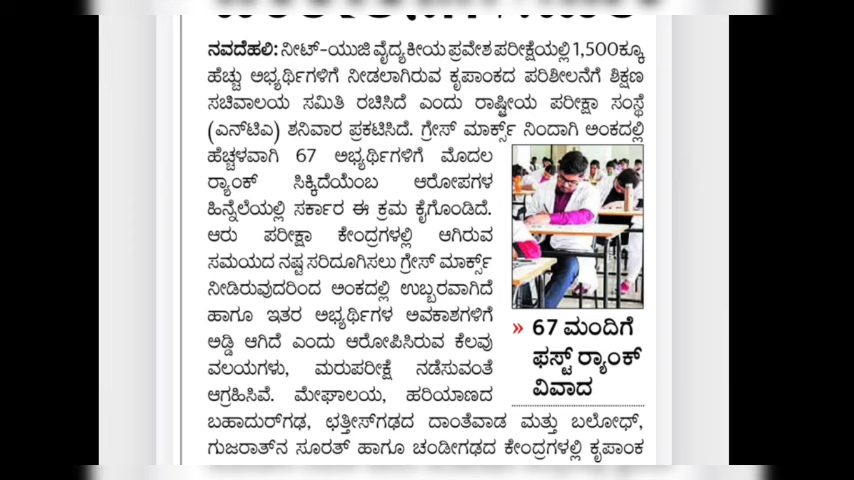 ನವದೆಹಲಿ: ನೀಟ್-ಯುಜಿ ವೈದ್ಯಕೀಯ ಪ್ರವೇಶ ಪರೀಕ್ಷೆಯಲ್ಲಿ 1,500ಕ್ಕೂ
ಹೆಚ್ಚು ಅಭ್ಯರ್ಥಿಗಳಿಗೆ ನೀಡಲಾಗಿರುವ ಕೃಪಾಂಕದ ಪರಿಶೀಲನೆಗೆ ಶಿಕ್ಷಣ
ಸಚಿವಾಲಯ ಸಮಿತಿ ರಚಿಸಿದೆ ಎಂದು ರಾಷ್ಟ್ರೀಯ ಪರೀಕ್ಷಾ ಸಂಸ್ಥೆ
(ಎನ್‌ಟಿಎ) ಶನಿವಾರ ಪ್ರಕಟಿಸಿದೆ. ಗ್ರೇಸ್ ಮಾರ್ಕ್ಸ್ ನಿಂದಾಗಿ ಅಂಕದಲ್ಲಿ
ಹೆಚ್ಚಳವಾಗಿ 67 ಅಭ್ಯರ್ಥಿಗಳಿಗೆ ಮೊದಲ
ರ‍್ಯಾಂಕ್ ಸಿಕ್ಕಿದೆಯೆಂಬ ಆರೋಪಗಳ
ಹಿನ್ನೆಲೆಯಲ್ಲಿ ಸರ್ಕಾರ ಈ ಕ್ರಮ ಕೈಗೊಂಡಿದೆ.
ಆರು ಪರೀಕ್ಷಾ ಕೇಂದ್ರಗಳಲ್ಲಿ ಆಗಿರುವ
ಸಮಯದ ನಷ್ಟ ಸರಿದೂಗಿಸಲು ಗ್ರೇಸ್ ಮಾರ್ಕ್ಸ್
ನೀಡಿರುವುದರಿಂದ ಅಂಕದಲ್ಲಿ ಉಬ್ಬರವಾಗಿದೆ
ಹಾಗೂ ಇತರ ಅಭ್ಯರ್ಥಿಗಳ ಅವಕಾಶಗಳಿಗೆ
ಅಡ್ಡಿ ಆಗಿದೆ ಎಂದು ಆರೋಪಿಸಿರುವ ಕೆಲವು
ವಲಯಗಳು, ಮರುಪರೀಕ್ಷೆ ನಡೆಸುವಂತೆ
ಆಗ್ರಹಿಸಿವೆ. ಮೇಘಾಲಯ, ಹರಿಯಾಣದ
ಬಹಾದುರ್‌ಗಢ, ಛತ್ತೀಸ್‌ಗಢದ ದಾಂತೆವಾಡ ಮತ್ತು ಬಲೋಧ್,
ಗುಜರಾತ್‌ನ ಸೂರತ್ ಹಾಗೂ ಚಂಡೀಗಢದ ಕೇಂದ್ರಗಳಲ್ಲಿ ಕೃಪಾಂಕ
» 67 ಮಂದಿಗೆ
ಫಸ್ಟ್ ರ‍್ಯಾಂಕ್
ವಿವಾದ